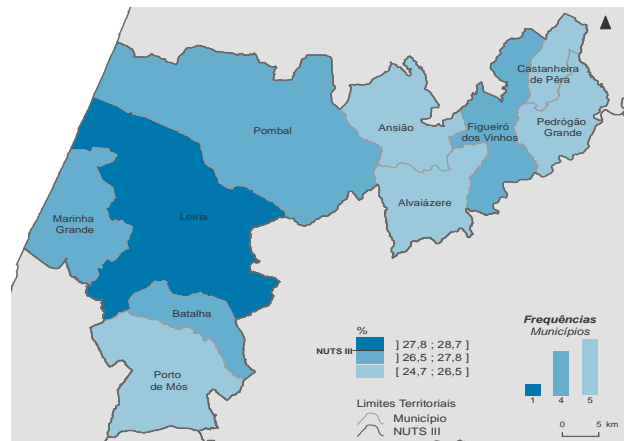 Castanheira
de Pêra
Pombal
Ansião
Figueiró
dos Vinhos
Pedrógão
Grande
Alvaiázere
Marinha
Grande
Leiria
Batalha
Porto
de Mós
%
NUTS III
] 27,8 ; 28,7 ]
] 26,5 ; 27,8 ]
[ 24,7 ; 26,5 ]
Limites Territoriais
Município
NUTS III
Frequências
Municípios
1 4 5
0 5 km